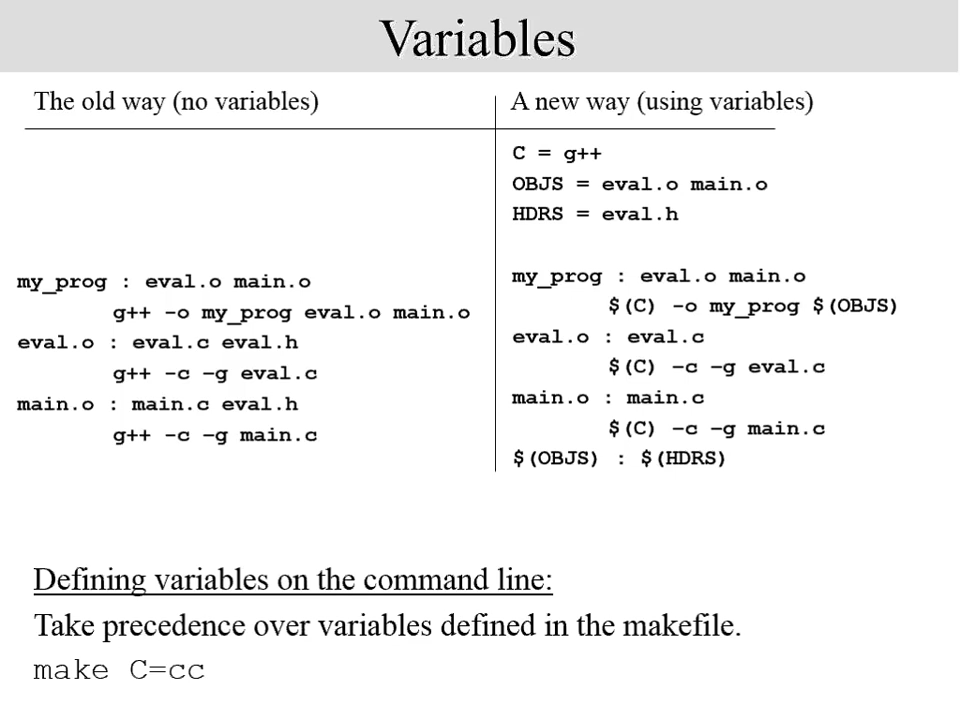 Variables
The old way (no variables)
my_prog : eval.o main.o
g++ -o my_prog eval.o main.o
eval.o : eval.c eval.h
g++ -c –g eval.c
main.o : main.c eval.h
g++ -c –g main.c
A new way (using variables)
C = g++
OBJS = eval.o main.o
HDRS = eval.h
my_prog : eval.o main.o
$(C) -o my_prog $(OBJS)
eval.o : eval.c
$(C) –c –g eval.c
main.o : main.c
$(C) –c –g main.c
$(OBJS) : $(HDRS)
Defining variables on the command line:
Take precedence over variables defined in the makefile.
make C=cc